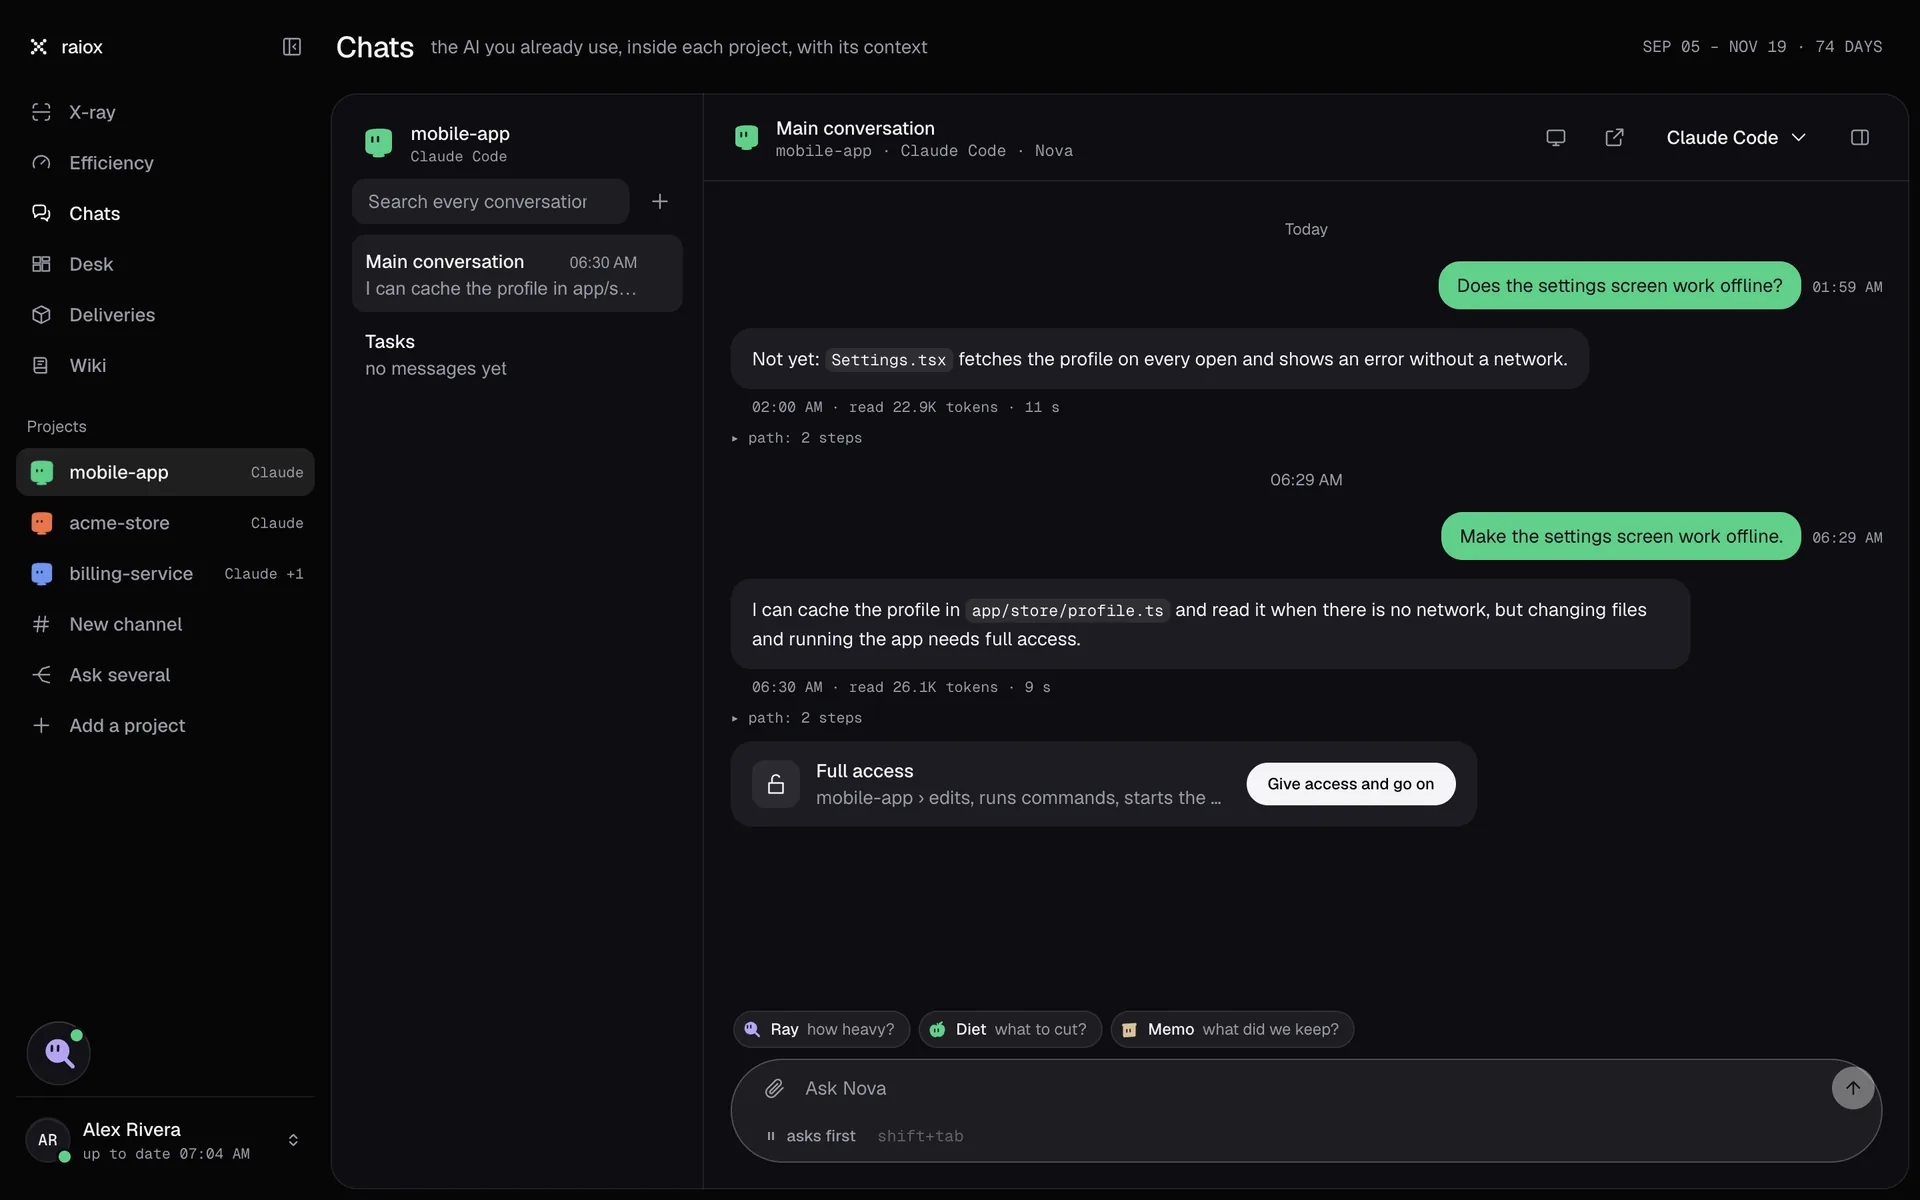 raiox
Chats the AI you already use, inside each project, with its context
SEP 05 – NOV 19 · 74 DAYS
X-ray
Efficiency
Chats
Desk
Deliveries
Wiki
Projects
mobile-app Claude
acme-store Claude
billing-service Claude +1
New channel
Ask several
Add a project
AR
Alex Rivera
up to date 07:04 AM
mobile-app
Claude Code
Search every conversation
Main conversation 06:30 AM
I can cache the profile in app/s…
Tasks
no messages yet
Main conversation
mobile-app · Claude Code · Nova
Claude Code
Today
Does the settings screen work offline? 01:59 AM
Not yet: Settings.tsx fetches the profile on every open and shows an error without a network.
02:00 AM · read 22.9K tokens · 11 s
path: 2 steps
06:29 AM
Make the settings screen work offline. 06:29 AM
I can cache the profile in app/store/profile.ts and read it when there is no network, but changing files
and running the app needs full access.
06:30 AM · read 26.1K tokens · 9 s
path: 2 steps
Full access
mobile-app › edits, runs commands, starts the …
Give access and go on
Ray how heavy?
Diet what to cut?
Memo what did we keep?
Ask Nova
asks first shift+tab